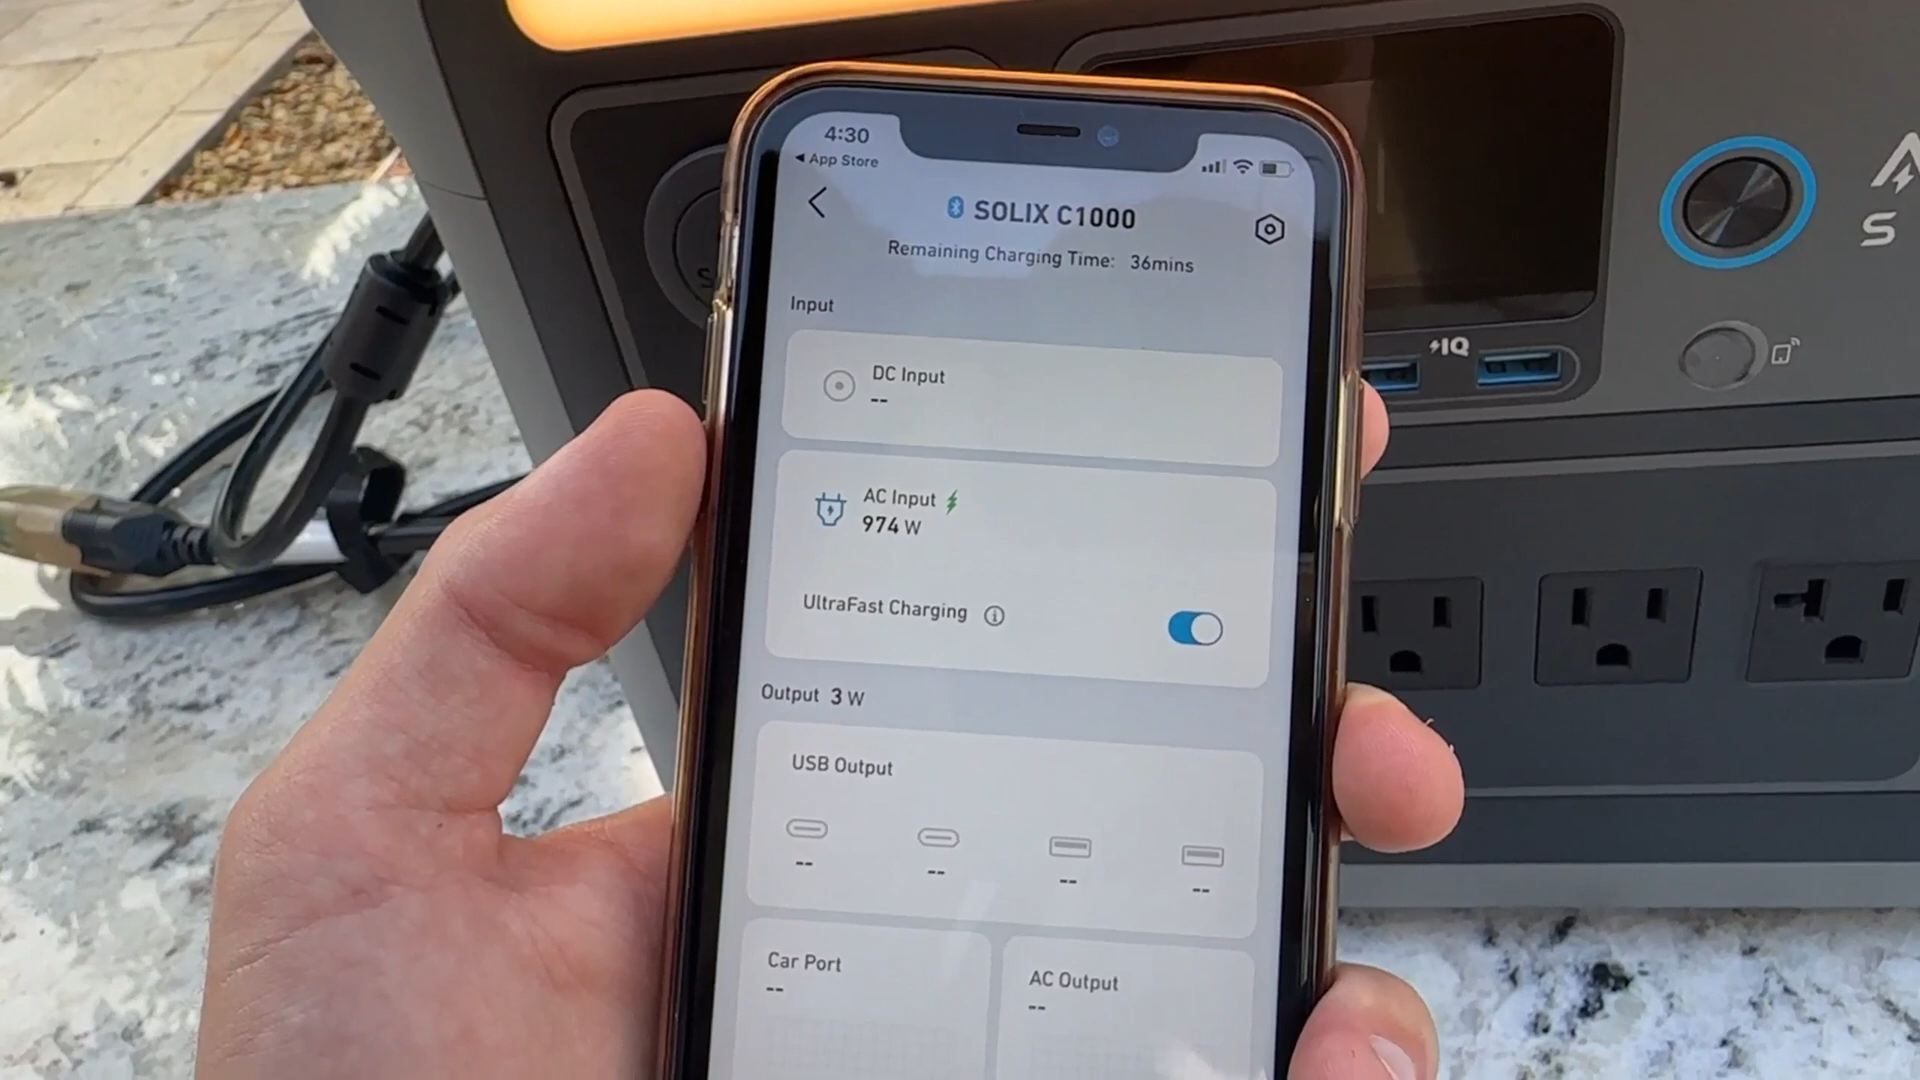 4:30
◀ App Store
SOLIX C1000
Remaining Charging Time: 36mins
Input
DC Input
--
AC Input
974 W
UltraFast Charging
Output 3 W
USB Output
-- -- -- --
Car Port
--
AC Output
--
IQ
S